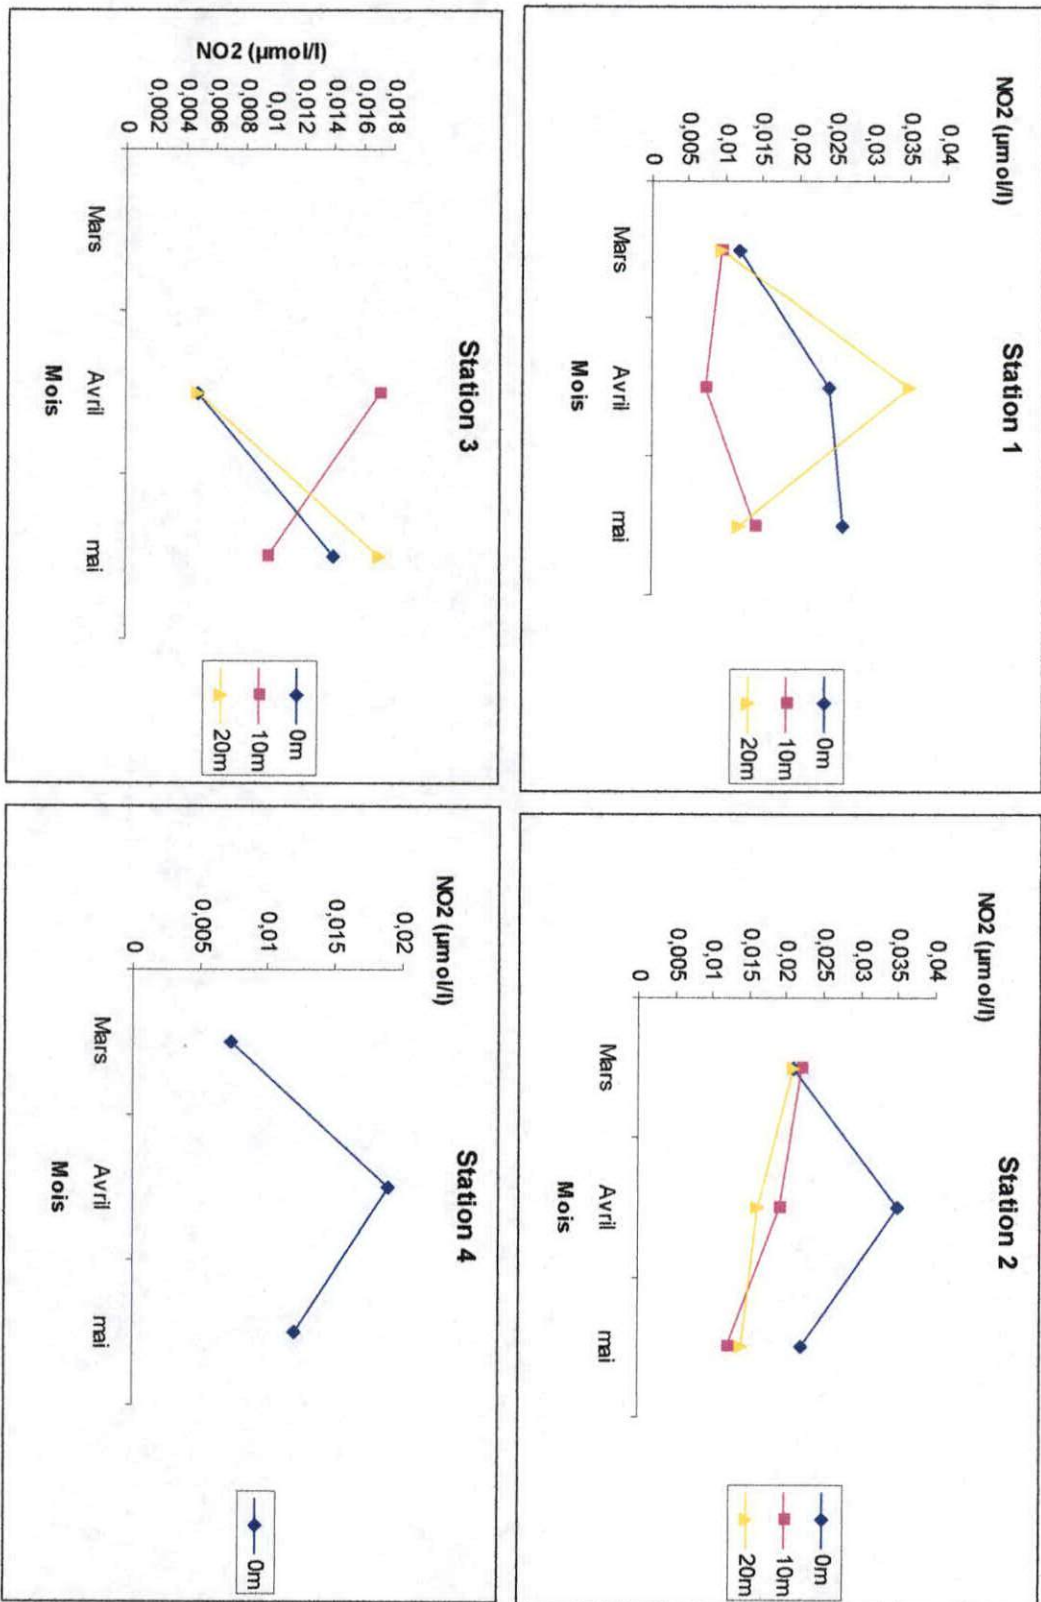 Station 1
NO2 (µmol/l)
0,04
0,035
0,03
0,025
0,02
0,015
0,01
0,005
0
Mars
Avril
mai
Mois
0m
10m
20m
Station 2
NO2 (µmol/l)
0,04
0,035
0,03
0,025
0,02
0,015
0,01
0,005
0
Mars
Avril
mai
Mois
0m
10m
20m
Station 3
NO2 (µmol/l)
0,018
0,016
0,014
0,012
0,01
0,008
0,006
0,004
0,002
0
Mars
Avril
mai
Mois
0m
10m
20m
Station 4
NO2 (µmol/l)
0,02
0,015
0,01
0,005
0
Mars
Avril
mai
Mois
0m